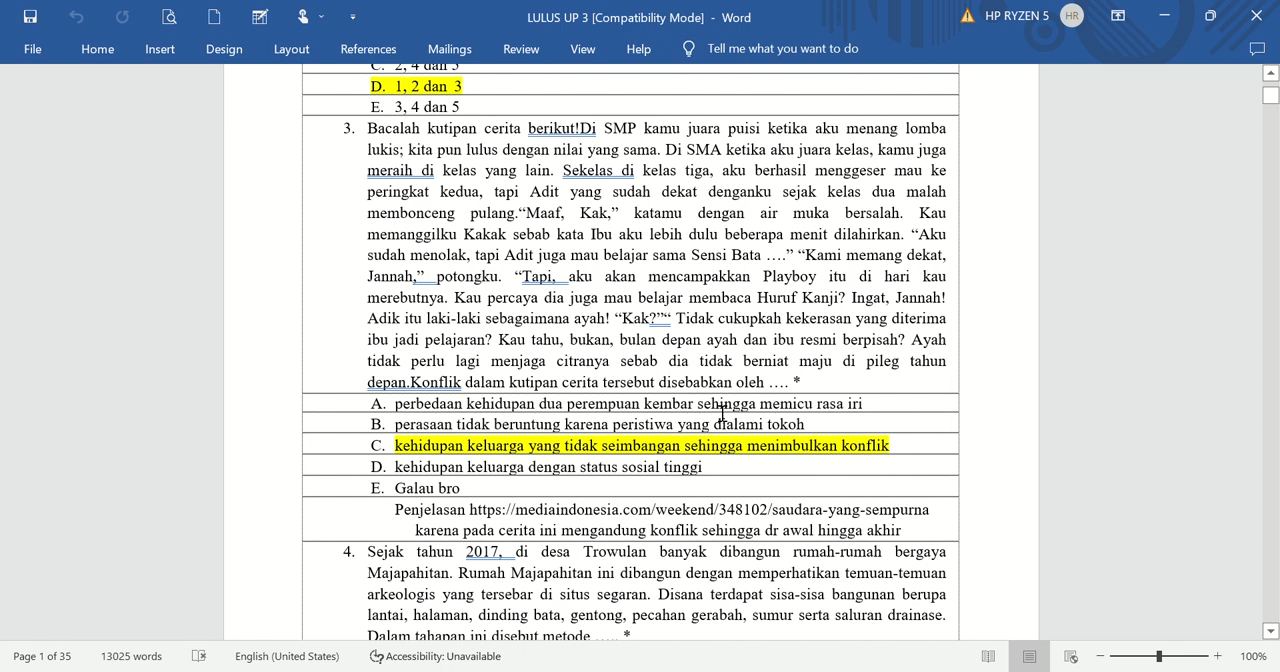 LULUS UP 3 [Compatibility Mode] - Word
HP RYZEN 5 HR
File Home Insert Design Layout References Mailings Review View Help Tell me what you want to do
C. 2, 4 dan 5
D. 1, 2 dan 3
E. 3, 4 dan 5
3. Bacalah kutipan cerita berikut!Di SMP kamu juara puisi ketika aku menang lomba
lukis; kita pun lulus dengan nilai yang sama. Di SMA ketika aku juara kelas, kamu juga
meraih di kelas yang lain. Sekelas di kelas tiga, aku berhasil menggeser mau ke
peringkat kedua, tapi Adit yang sudah dekat denganku sejak kelas dua malah
membonceng pulang.“Maaf, Kak,” katamu dengan air muka bersalah. Kau
memanggilku Kakak sebab kata Ibu aku lebih dulu beberapa menit dilahirkan. “Aku
sudah menolak, tapi Adit juga mau belajar sama Sensi Bata ….” “Kami memang dekat,
Jannah,” potongku. “Tapi, aku akan mencampakkan Playboy itu di hari kau
merebutnya. Kau percaya dia juga mau belajar membaca Huruf Kanji? Ingat, Jannah!
Adik itu laki-laki sebagaimana ayah! “Kak?”“ Tidak cukupkah kekerasan yang diterima
ibu jadi pelajaran? Kau tahu, bukan, bulan depan ayah dan ibu resmi berpisah? Ayah
tidak perlu lagi menjaga citranya sebab dia tidak berniat maju di pileg tahun
depan.Konflik dalam kutipan cerita tersebut disebabkan oleh …. *
A. perbedaan kehidupan dua perempuan kembar sehingga memicu rasa iri
B. perasaan tidak beruntung karena peristiwa yang dialami tokoh
C. kehidupan keluarga yang tidak seimbangan sehingga menimbulkan konflik
D. kehidupan keluarga dengan status sosial tinggi
E. Galau bro
Penjelasan https://mediaindonesia.com/weekend/348102/saudara-yang-sempurna
karena pada cerita ini mengandung konflik sehingga dr awal hingga akhir
4. Sejak tahun 2017, di desa Trowulan banyak dibangun rumah-rumah bergaya
Majapahitan. Rumah Majapahitan ini dibangun dengan memperhatikan temuan-temuan
arkeologis yang tersebar di situs segaran. Disana terdapat sisa-sisa bangunan berupa
lantai, halaman, dinding bata, gentong, pecahan gerabah, sumur serta saluran drainase.
Dalam tahapan ini disebut metode ..... *
Page 1 of 35 13025 words English (United States) Accessibility: Unavailable 100%